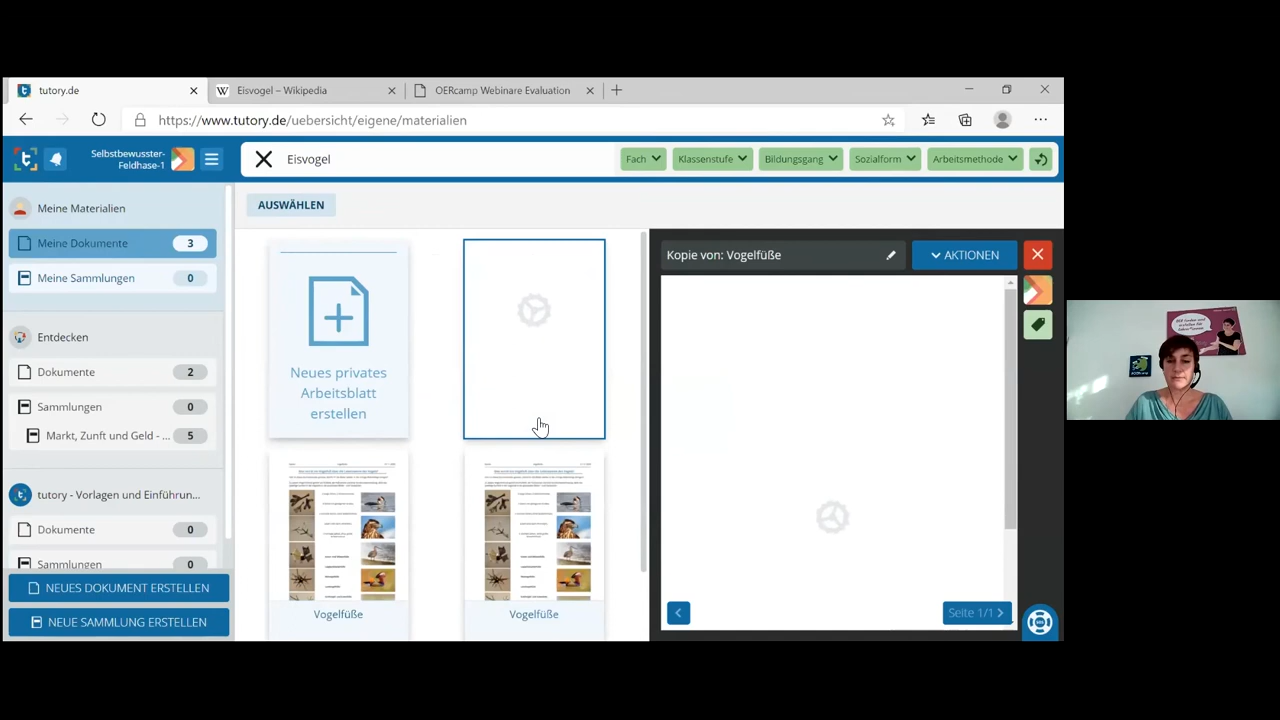 tutory.de
Eisvogel – Wikipedia
OERcamp Webinare Evaluation
https://www.tutory.de/uebersicht/eigene/materialien
Selbstbewusster-
Feldhase-1
Eisvogel
Fach
Klassenstufe
Bildungsgang
Sozialform
Arbeitsmethode
Meine Materialien
Meine Dokumente 3
Meine Sammlungen 0
Entdecken
Dokumente 2
Sammlungen 0
Markt, Zunft und Geld - ... 5
tutory - Vorlagen und Einführun...
Dokumente 0
Sammlungen 0
NEUES DOKUMENT ERSTELLEN
NEUE SAMMLUNG ERSTELLEN
AUSWÄHLEN
Neues privates
Arbeitsblatt
erstellen
Vogelfüße
Vogelfüße
Kopie von: Vogelfüße
AKTIONEN
Seite 1/1